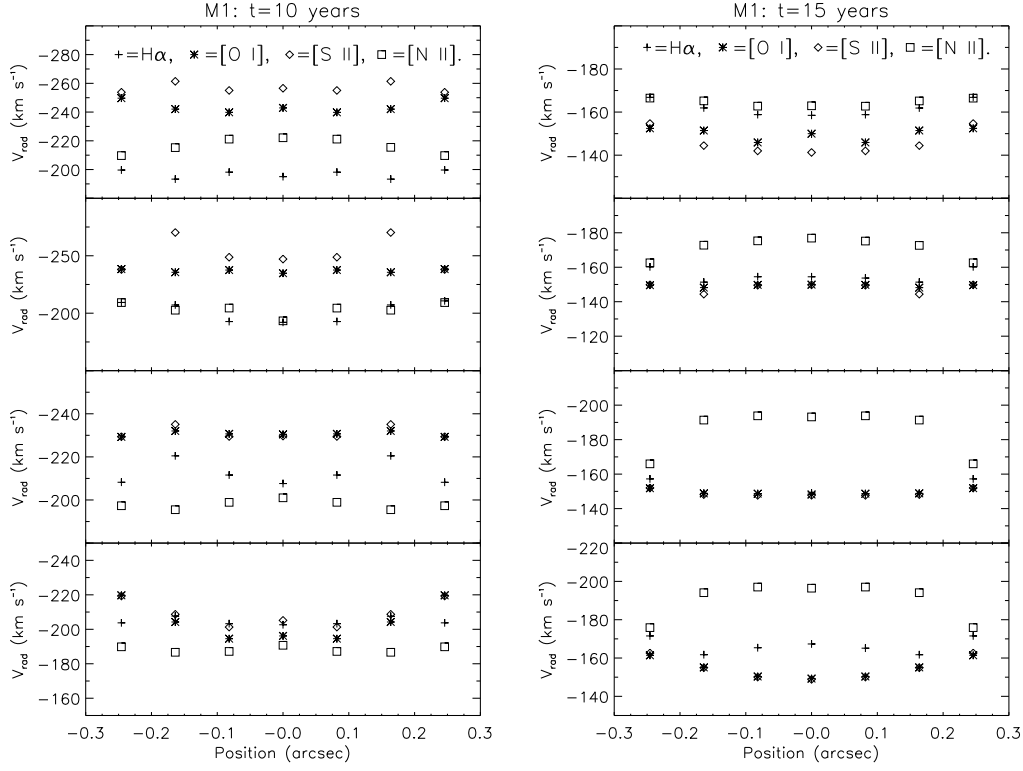 M1: t=10 years
+=Hα, ✳=[O I], ◇=[S II], □=[N II].
−280
−260
−240
−220
−200
V_rad (km s⁻¹)
−250
−200
V_rad (km s⁻¹)
−240
−220
−200
V_rad (km s⁻¹)
−240
−220
−200
−180
−160
V_rad (km s⁻¹)
−0.3 −0.2 −0.1 −0.0 0.1 0.2 0.3
Position (arcsec)
M1: t=15 years
+=Hα, ✳=[O I], ◇=[S II], □=[N II].
−180
−160
−140
V_rad (km s⁻¹)
−180
−160
−140
−120
V_rad (km s⁻¹)
−200
−180
−160
−140
V_rad (km s⁻¹)
−220
−200
−180
−160
−140
V_rad (km s⁻¹)
−0.3 −0.2 −0.1 −0.0 0.1 0.2 0.3
Position (arcsec)